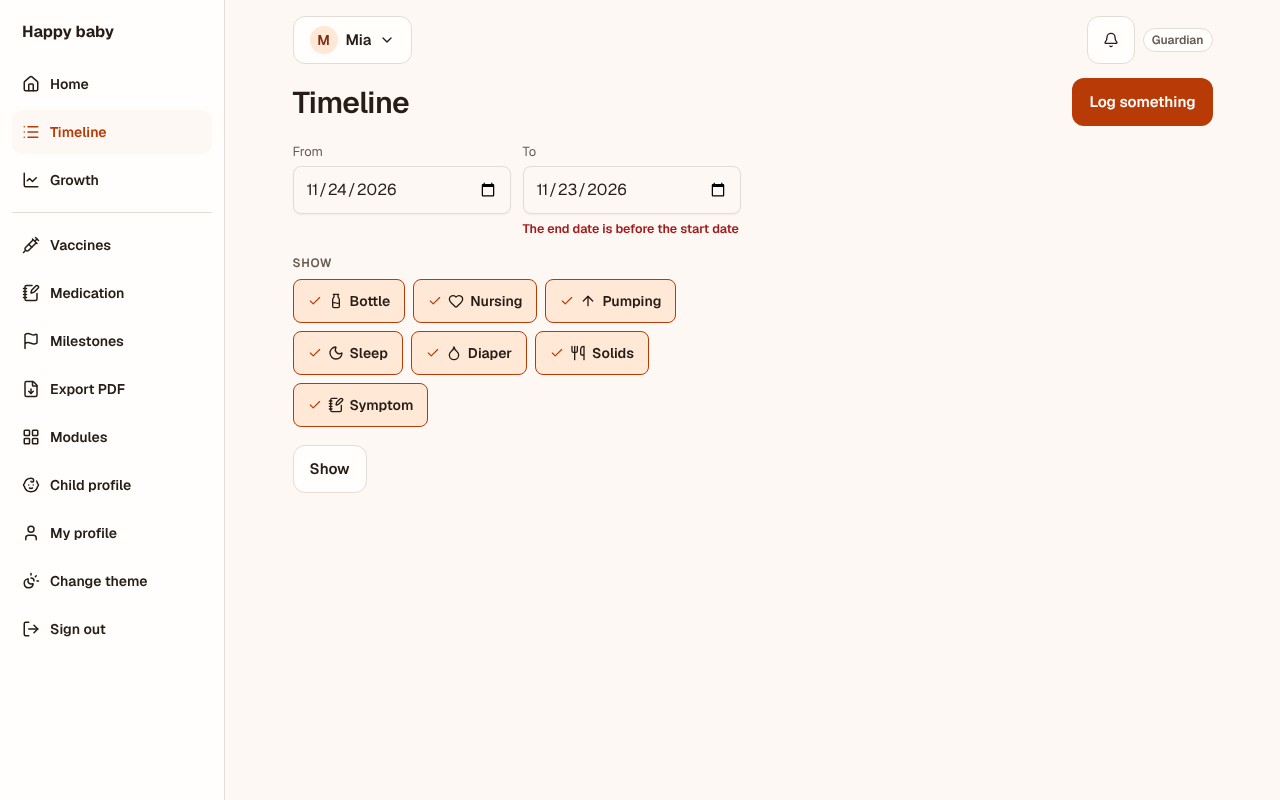 Happy baby
Home
Timeline
Growth
Vaccines
Medication
Milestones
Export PDF
Modules
Child profile
My profile
Change theme
Sign out
M Mia
Guardian
Timeline
Log something
From To
11/24/2026 11/23/2026
The end date is before the start date
SHOW
Bottle Nursing Pumping
Sleep Diaper Solids
Symptom
Show